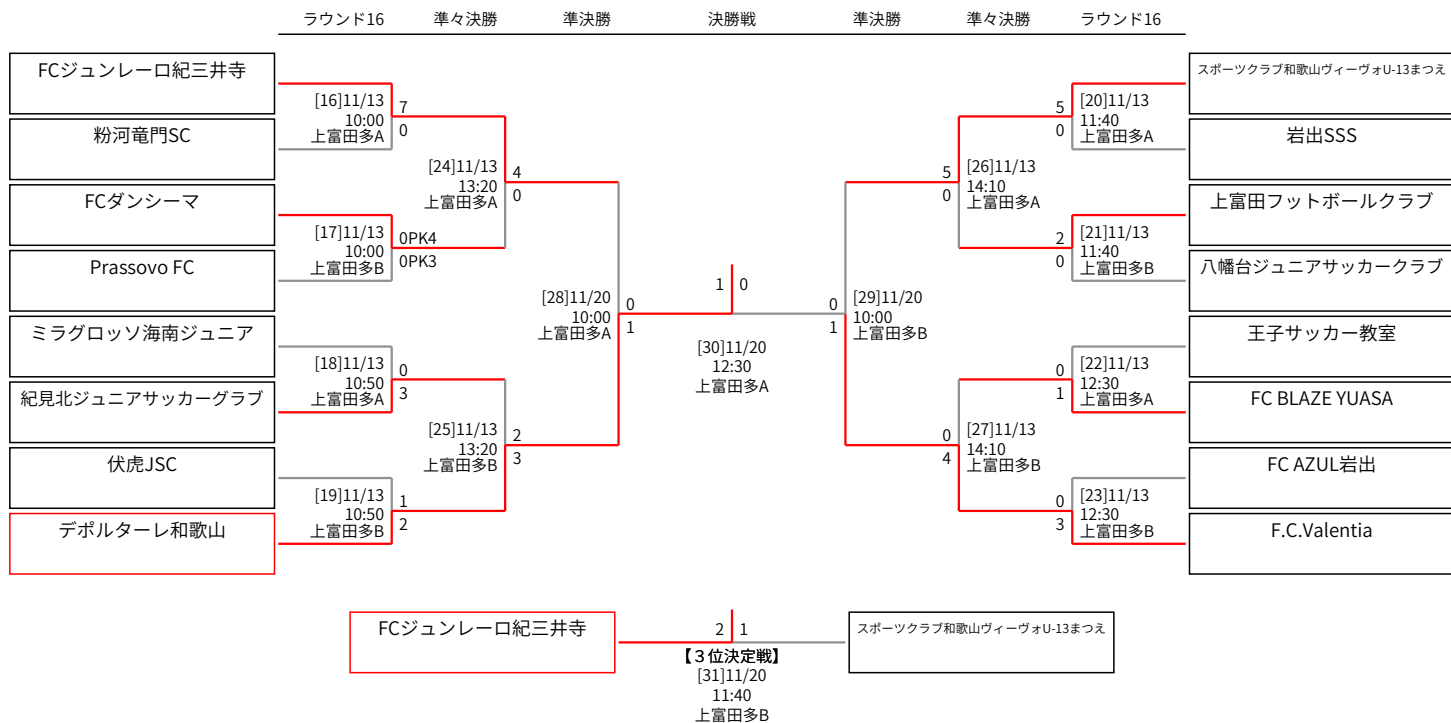 ラウンド16 準々決勝 準決勝 決勝戦 準決勝 準々決勝 ラウンド16
FCジュンレーロ紀三井寺
[16]11/13
10:00
上富田多A
7
0
粉河竜門SC
[24]11/13
13:20
上富田多A
4
0
FCダンシーマ
[17]11/13
10:00
上富田多B
0PK4
0PK3
Prassovo FC
[28]11/20
10:00
上富田多A
0
1
ミラグロッソ海南ジュニア
[18]11/13
10:50
上富田多A
0
3
紀見北ジュニアサッカーグラブ
[25]11/13
13:20
上富田多B
2
3
伏虎JSC
[19]11/13
10:50
上富田多B
1
2
デポルターレ和歌山
1 0
[30]11/20
12:30
上富田多A
スポーツクラブ和歌山ヴィーヴォU-13まつえ
5
0
[20]11/13
11:40
上富田多A
岩出SSS
5
0
[26]11/13
14:10
上富田多A
上富田フットボールクラブ
2
0
[21]11/13
11:40
上富田多B
八幡台ジュニアサッカークラブ
0
1
[29]11/20
10:00
上富田多B
王子サッカー教室
0
1
[22]11/13
12:30
上富田多A
FC BLAZE YUASA
0
4
[27]11/13
14:10
上富田多B
FC AZUL岩出
0
3
[23]11/13
12:30
上富田多B
F.C.Valentia
FCジュンレーロ紀三井寺
2 1
スポーツクラブ和歌山ヴィーヴォU-13まつえ
【３位決定戦】
[31]11/20
11:40
上富田多B